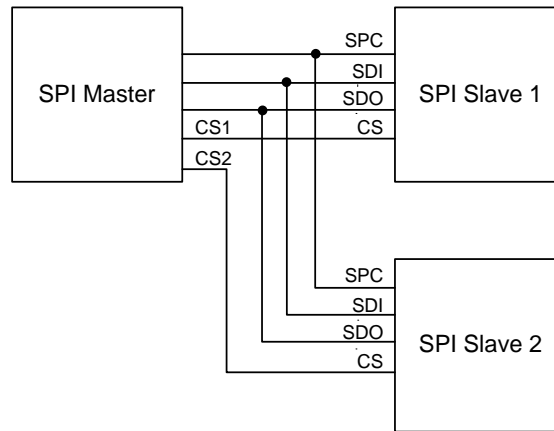 SPI Master
SPC
SDI
SDO
CS1
CS
CS2
SPI Slave 1
SPC
SDI
SDO
CS
SPI Slave 2